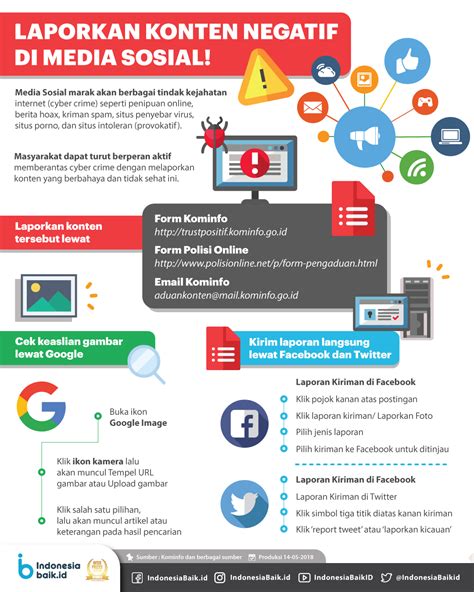 LAPORKAN KONTEN NEGATIF
DI MEDIA SOSIAL!
Media Sosial marak akan berbagai tindak kejahatan
internet (cyber crime) seperti penipuan online,
berita hoax, kriman spam, situs penyebar virus,
situs porno, dan situs intoleran (provokatif).
Masyarakat dapat turut berperan aktif
memberantas cyber crime dengan melaporkan
konten yang berbahaya dan tidak sehat ini.
Laporkan konten
tersebut lewat
Form Kominfo
http://trustpositif.kominfo.go.id
Form Polisi Online
http://www.polisionline.net/p/form-pengaduan.html
Email Kominfo
aduankonten@mail.kominfo.go.id
Cek keaslian gambar
lewat Google
Buka ikon
Google Image
Klik ikon kamera lalu
akan muncul Tempel URL
gambar atau Upload gambar
Klik salah satu pilihan,
lalu akan muncul artikel atau
keterangan pada hasil pencarian
Kirim laporan langsung
lewat Facebook dan Twitter
Laporan Kiriman di Facebook
Klik pojok kanan atas postingan
Klik laporan kiriman/ Laporkan Foto
Pilih jenis laporan
Pilih kiriman ke Facebook untuk ditinjau
Laporan Kiriman di Facebook
Laporan Kiriman di Twitter
Klik simbol tiga titik diatas kanan kiriman
Klik 'report tweet' atau 'laporkan kicauan'
Indonesia
baik.id
Sumber : Kominfo dan berbagai sumber
Produksi 14-05-2018
IndonesiaBaik.id
IndonesiaBaik.id
IndonesiaBaikID
@IndonesiaBaikid